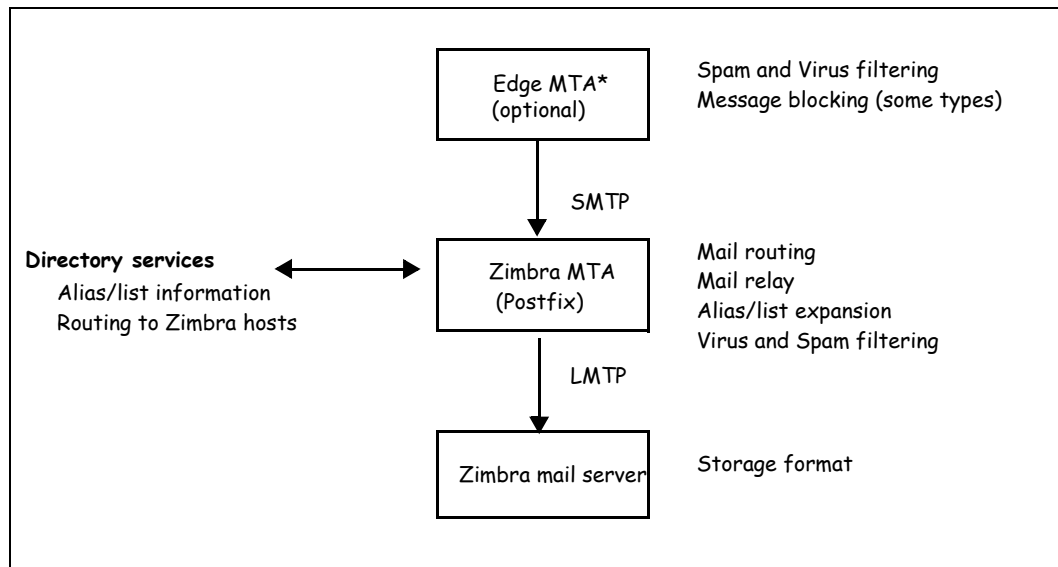 Edge MTA*
(optional)
Spam and Virus filtering
Message blocking (some types)
SMTP
Directory services
Alias/list information
Routing to Zimbra hosts
Zimbra MTA
(Postfix)
Mail routing
Mail relay
Alias/list expansion
Virus and Spam filtering
LMTP
Zimbra mail server
Storage format